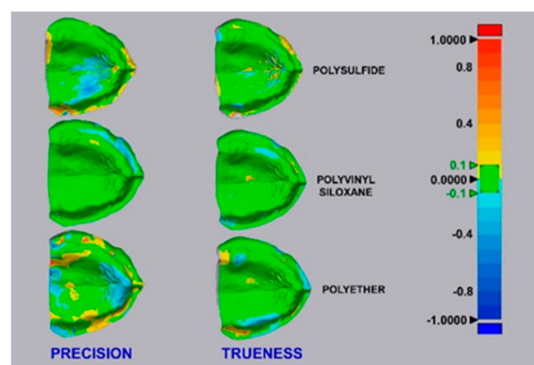 1.0000
0.8
POLYSULFIDE
0.4
0.1
POLYVINYL
SILOXANE
0.0000
-0.1
-0.4
POLYETHER
-0.8
-1.0000
PRECISION
TRUENESS